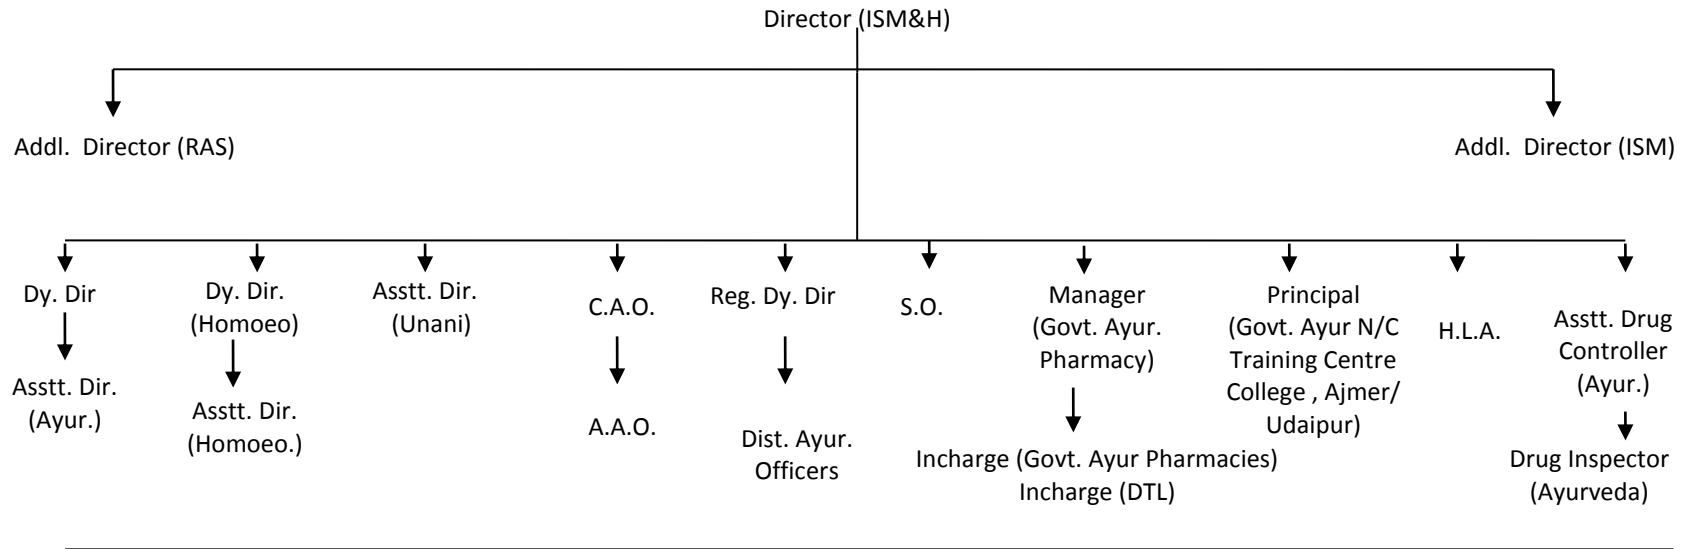 Director (ISM&H)
Addl. Director (RAS)
Addl. Director (ISM)
Dy. Dir
Asstt. Dir.
(Ayur.)
Dy. Dir.
(Homoeo)
Asstt. Dir.
(Homoeo.)
Asstt. Dir.
(Unani)
C.A.O.
A.A.O.
Reg. Dy. Dir
Dist. Ayur.
Officers
S.O.
Manager
(Govt. Ayur.
Pharmacy)
Incharge (Govt. Ayur Pharmacies)
Incharge (DTL)
Principal
(Govt. Ayur N/C
Training Centre
College , Ajmer/
Udaipur)
H.L.A.
Asstt. Drug
Controller
(Ayur.)
Drug Inspector
(Ayurveda)